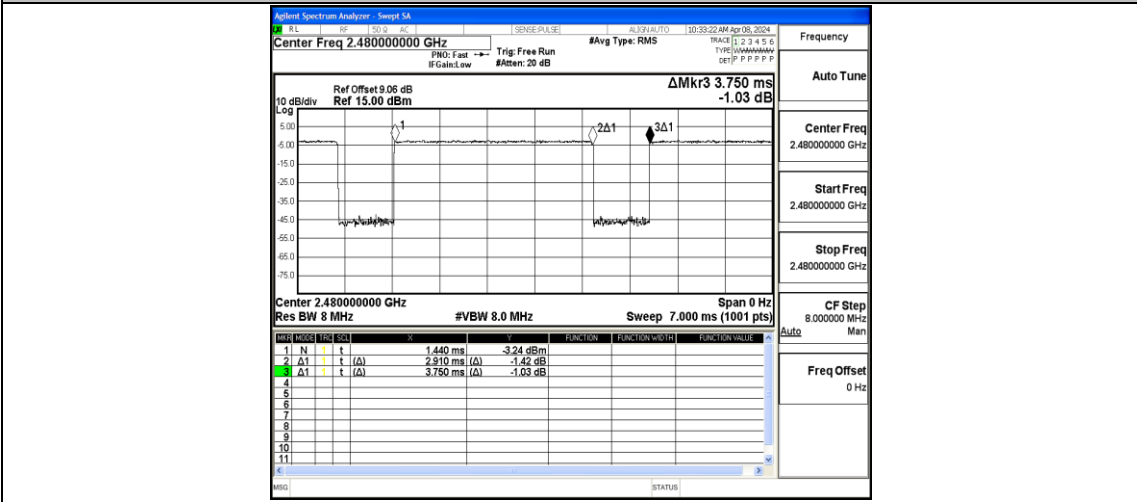 Agilent Spectrum Analyzer - Swept SA
RL RF 50 Ω AC SENSE:PULSE ALIGN AUTO 10:33:22 AM Apr 08, 2024
Center Freq 2.480000000 GHz #Avg Type: RMS TRACE 1 2 3 4 5 6
PNO: Fast Trig: Free Run TYPE
IFGain:Low #Atten: 20 dB DET P P P P P P
ΔMkr3 3.750 ms
-1.03 dB
Ref Offset 9.06 dB
10 dB/div Ref 15.00 dBm
Log
5.00
-5.00
-15.0
-25.0
-35.0
-45.0
-55.0
-65.0
-75.0
1
2Δ1
3Δ1
Center 2.480000000 GHz Span 0 Hz
Res BW 8 MHz #VBW 8.0 MHz Sweep 7.000 ms (1001 pts)
MKR MODE TRC SCL X Y FUNCTION FUNCTION WIDTH FUNCTION VALUE
1 N 1 t 1.440 ms -3.24 dBm
2 Δ1 1 t (Δ) 2.910 ms (Δ) -1.42 dB
3 Δ1 1 t (Δ) 3.750 ms (Δ) -1.03 dB
4
5
6
7
8
9
10
11
MSG STATUS
Frequency
Auto Tune
Center Freq
2.480000000 GHz
Start Freq
2.480000000 GHz
Stop Freq
2.480000000 GHz
CF Step
8.000000 MHz
Auto Man
Freq Offset
0 Hz